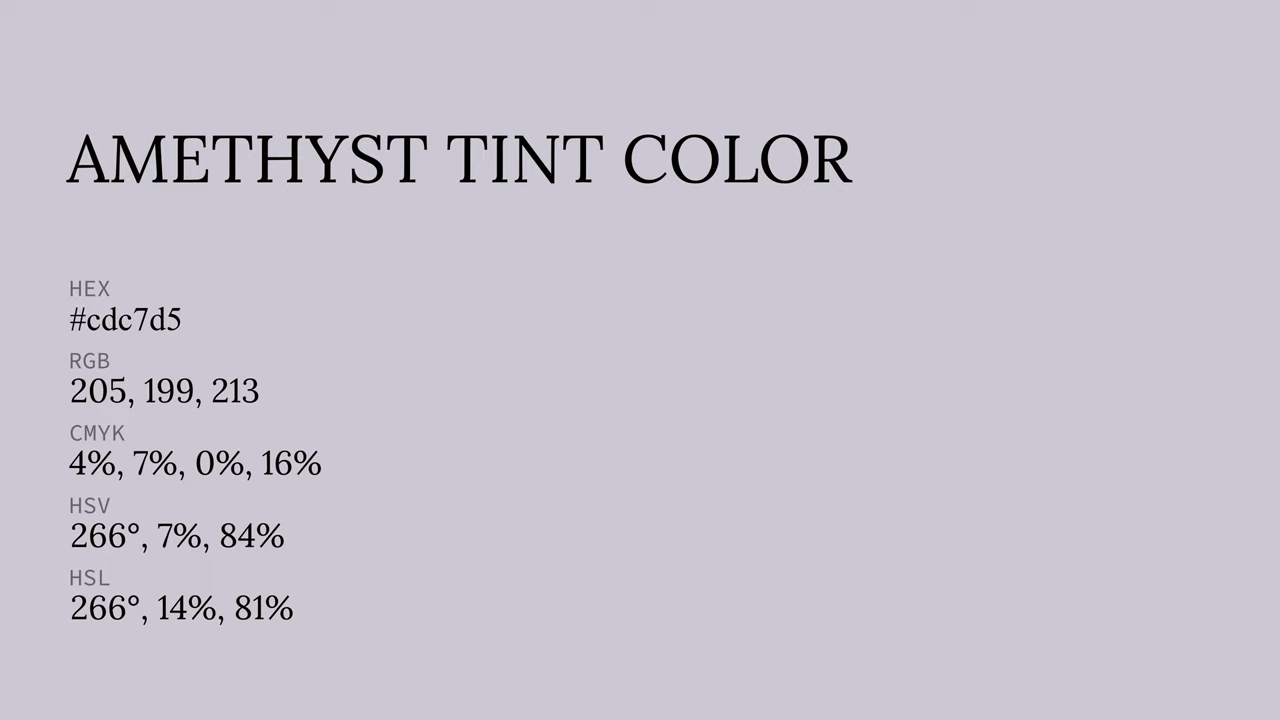 AMETHYST TINT COLOR
HEX
#cdc7d5
RGB
205, 199, 213
CMYK
4%, 7%, 0%, 16%
HSV
266°, 7%, 84%
HSL
266°, 14%, 81%